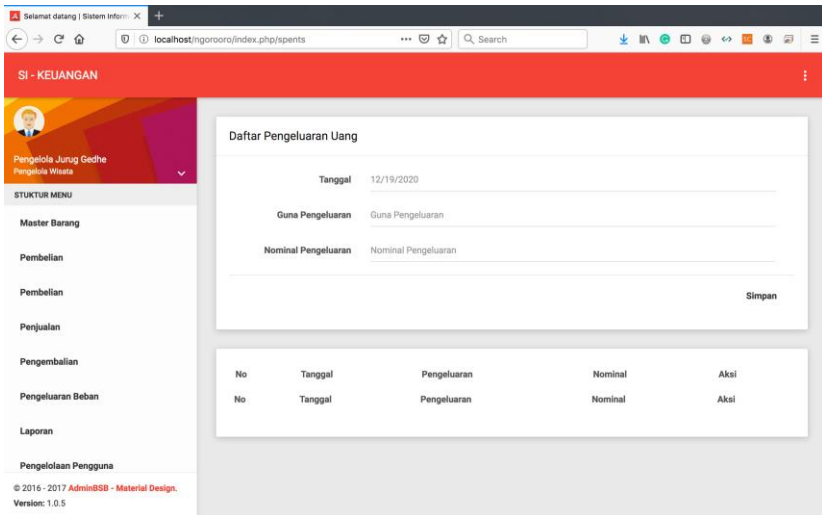 Selamat datang | Sistem Inform
localhost/ngorooro/index.php/spents
Search
SI - KEUANGAN
Pengelola Jurug Gedhe
Pengelola Wisata
STUKTUR MENU
Master Barang
Pembelian
Pembelian
Penjualan
Pengembalian
Pengeluaran Beban
Laporan
Pengelolaan Pengguna
© 2016 - 2017 AdminBSB - Material Design.
Version: 1.0.5
Daftar Pengeluaran Uang
Tanggal 12/19/2020
Guna Pengeluaran Guna Pengeluaran
Nominal Pengeluaran Nominal Pengeluaran
Simpan
No Tanggal Pengeluaran Nominal Aksi
No Tanggal Pengeluaran Nominal Aksi